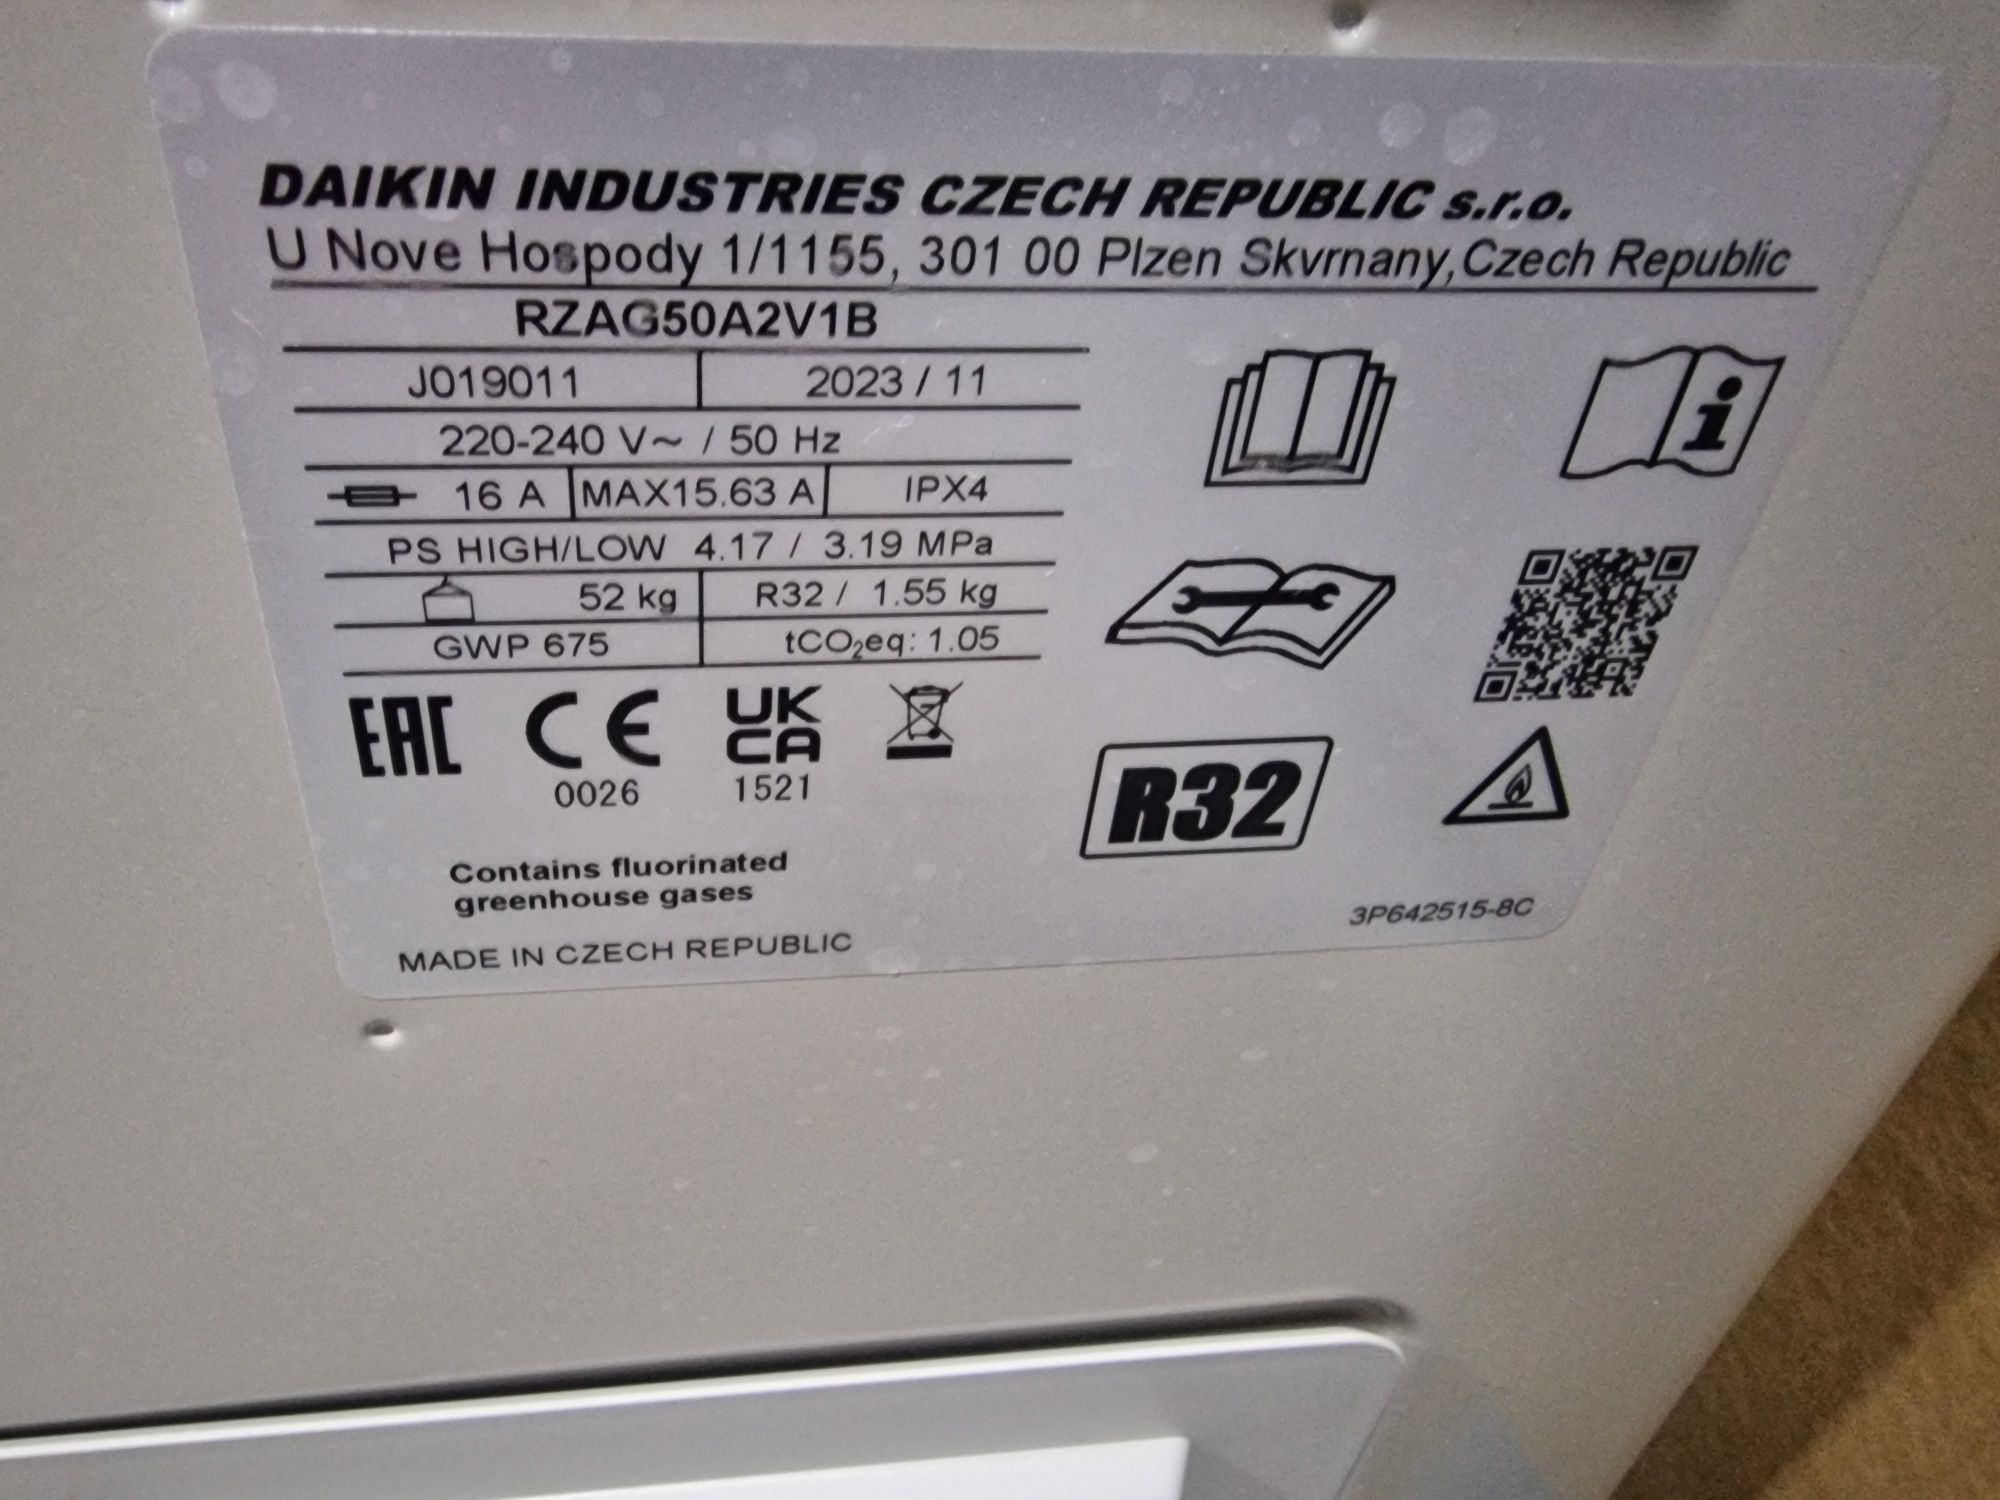 DAIKIN INDUSTRIES CZECH REPUBLIC s.r.o.
U Nove Hospody 1/1155, 301 00 Plzen Skvrnany,Czech Republic
RZAG50A2V1B
J019011 2023 / 11
220-240 V~ / 50 Hz
16 A MAX15.63 A IPX4
PS HIGH/LOW 4.17 / 3.19 MPa
52 kg R32 / 1.55 kg
GWP 675 tCO₂eq: 1.05
EAC CE UK
CA
0026 1521
R32
Contains fluorinated
greenhouse gases
3P642515-8C
MADE IN CZECH REPUBLIC